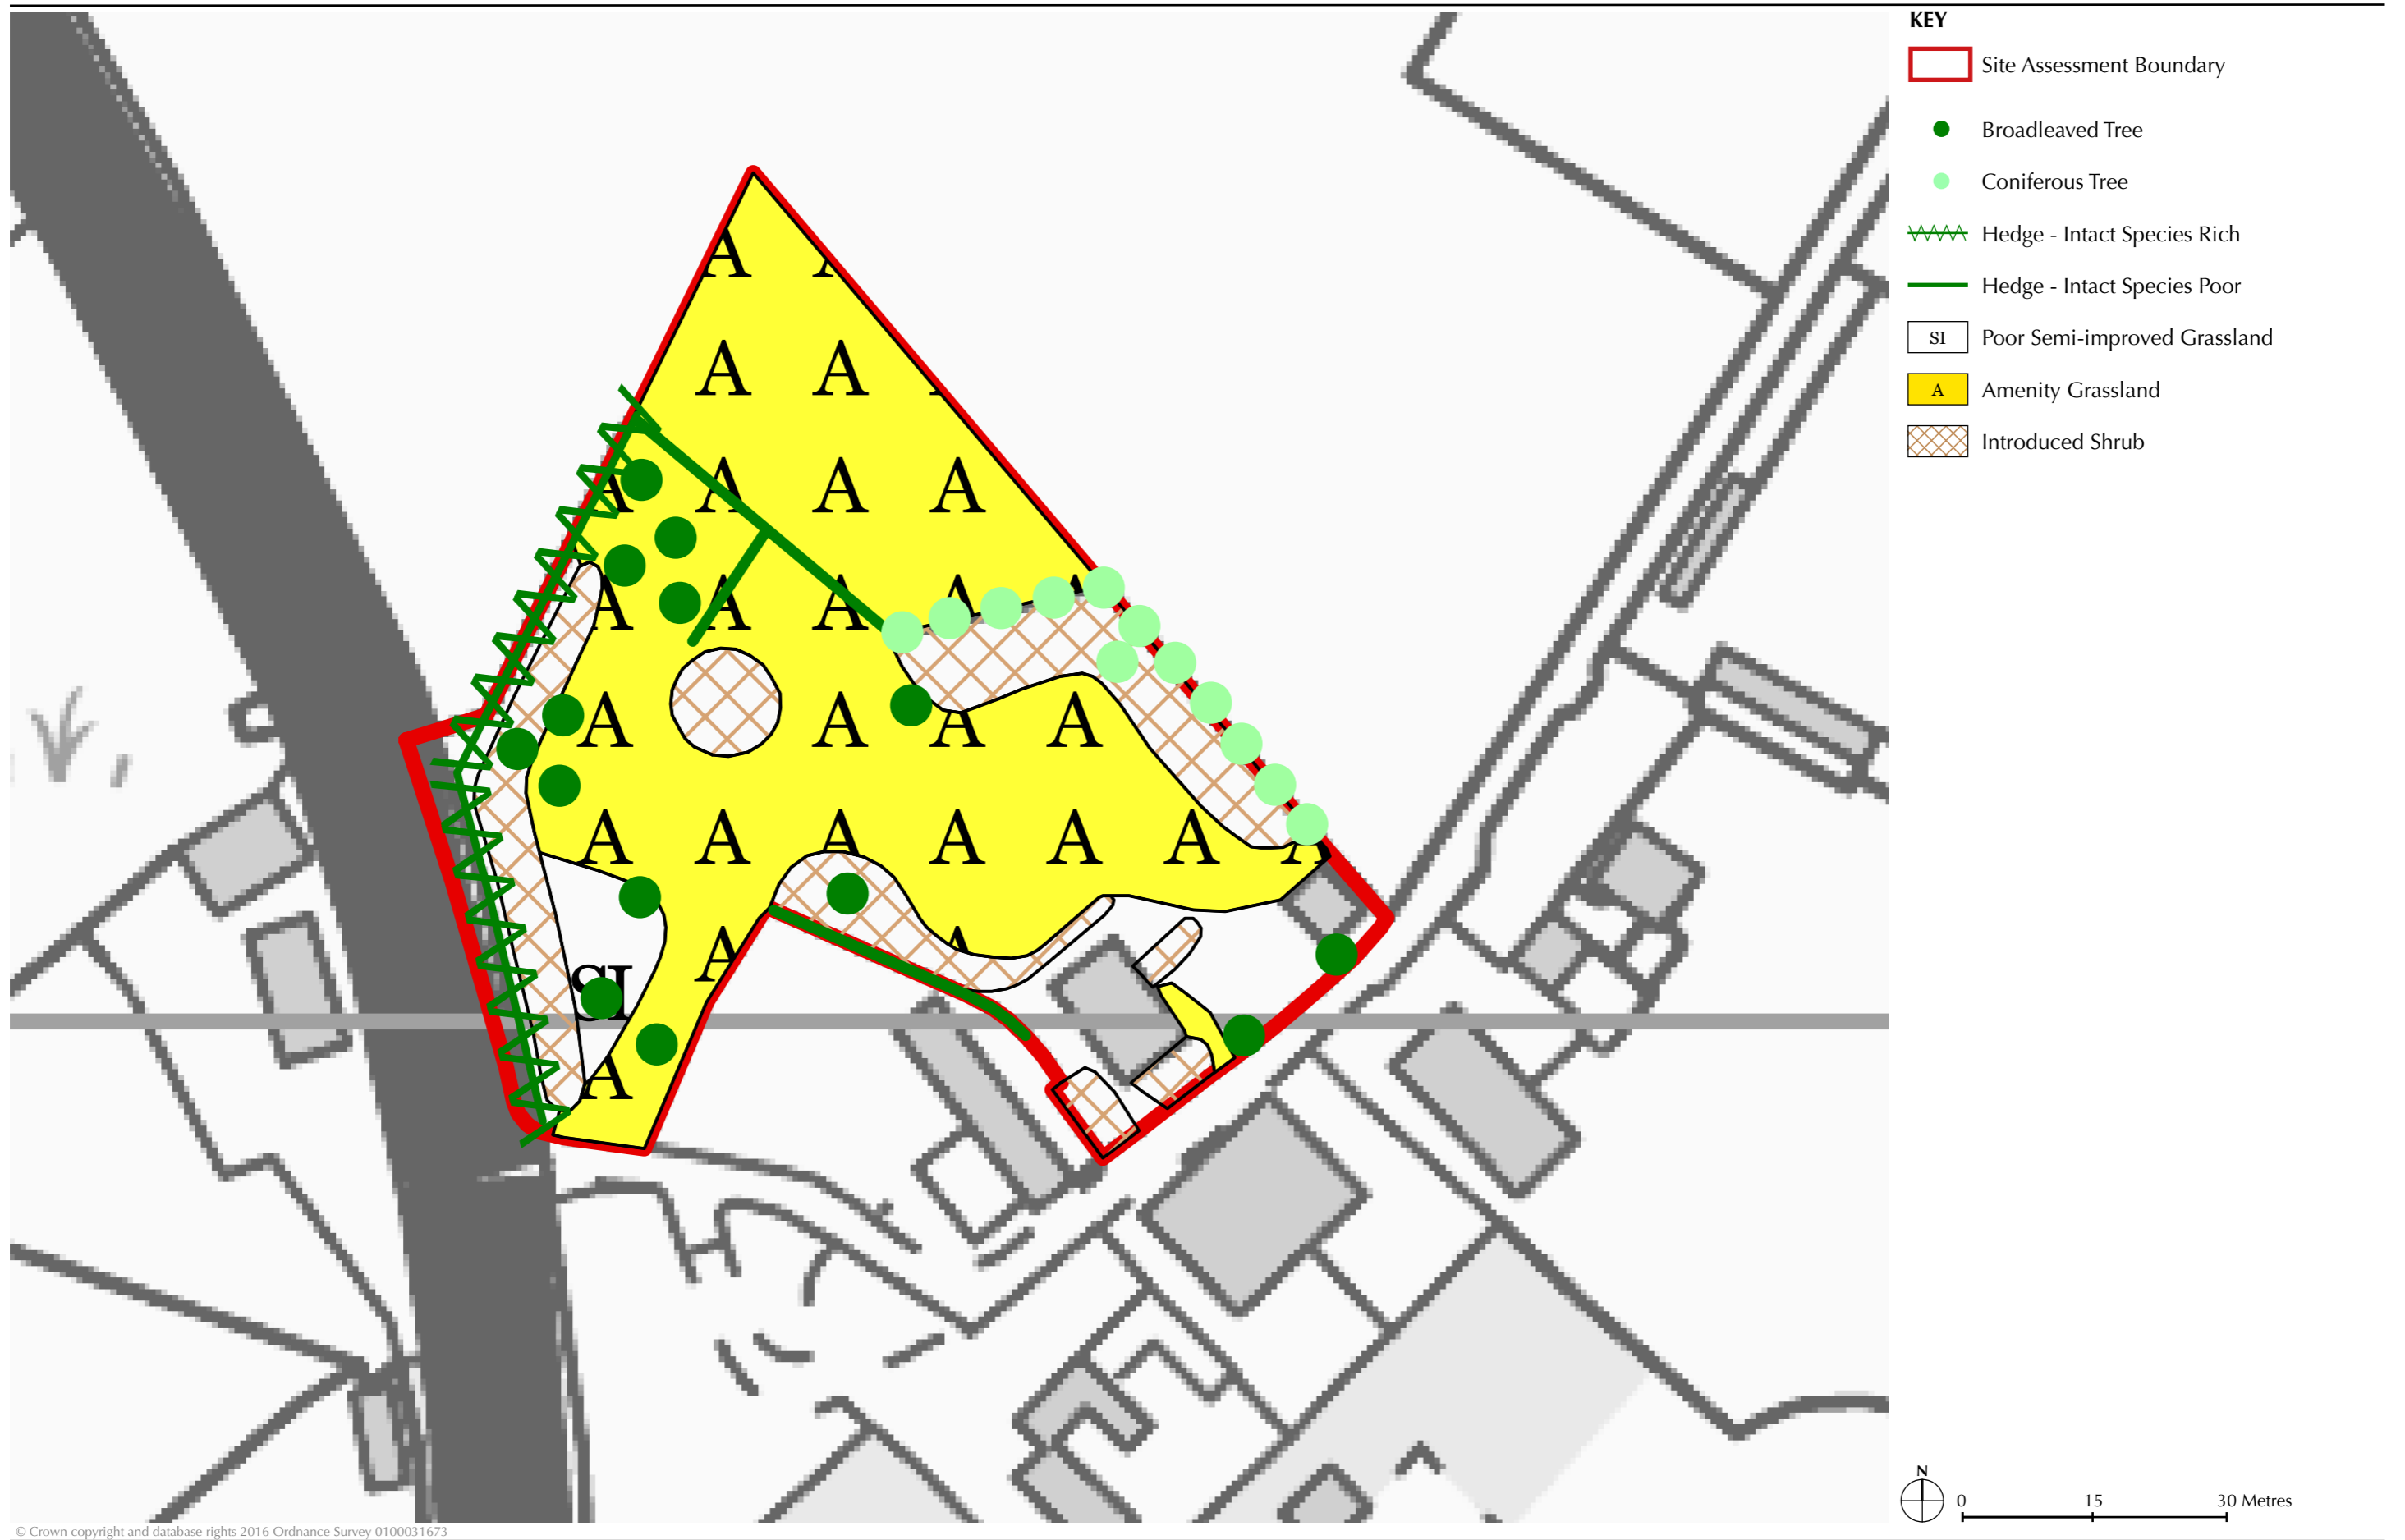 KEY
Site Assessment Boundary
Broadleaved Tree
Coniferous Tree
Hedge - Intact Species Rich
Hedge - Intact Species Poor
SI Poor Semi-improved Grassland
A Amenity Grassland
Introduced Shrub
A A
A A A
A A A A
A A A A A
A A A A
A A A A A A A
A A
SI
A
N
0 15 30 Metres
© Crown copyright and database rights 2016 Ordnance Survey 0100031673